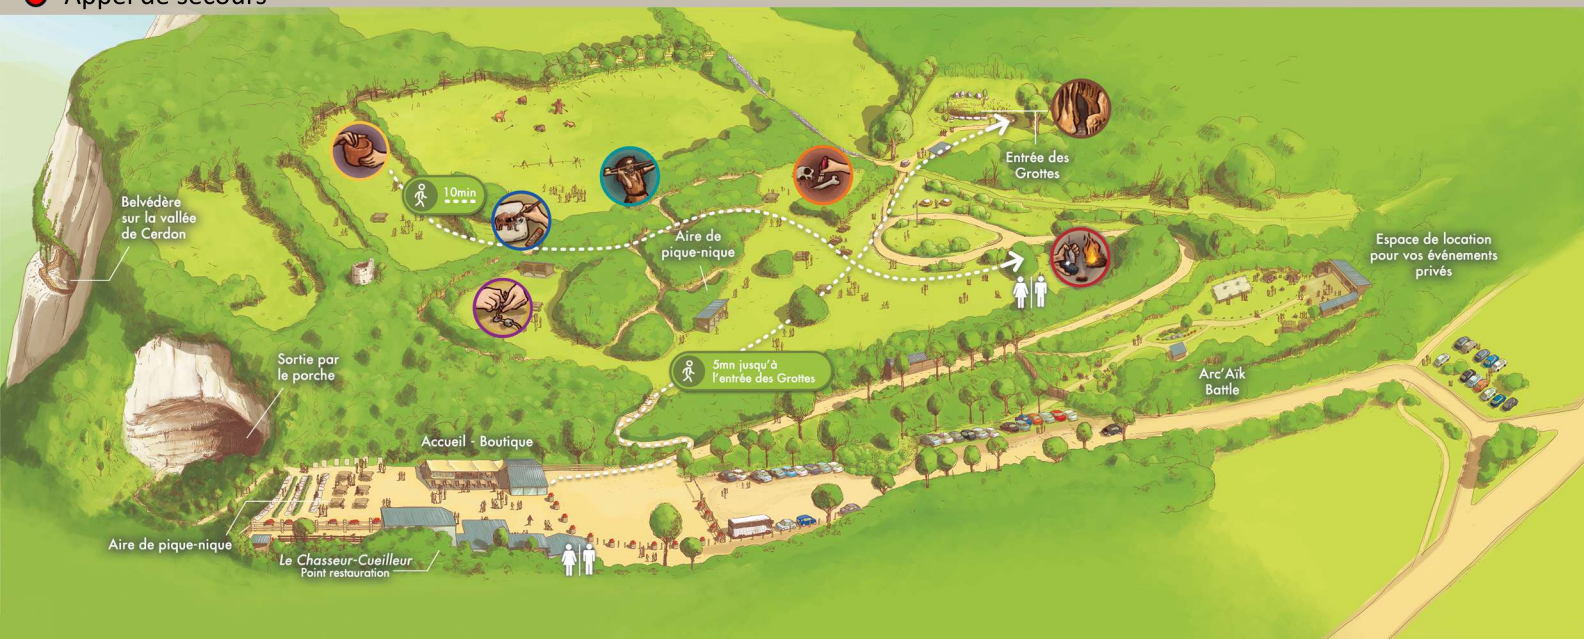 Appel de secours
Belvédère
sur la vallée
de Cerdon
10min
Aire de
pique-nique
Entrée des
Grottes
Espace de location
pour vos événements
privés
Sortie par
le porche
5mn jusqu'à
l'entrée des Grottes
Arc'Aïk
Battle
Accueil - Boutique
Aire de pique-nique
Le Chasseur-Cueilleur
Point restauration